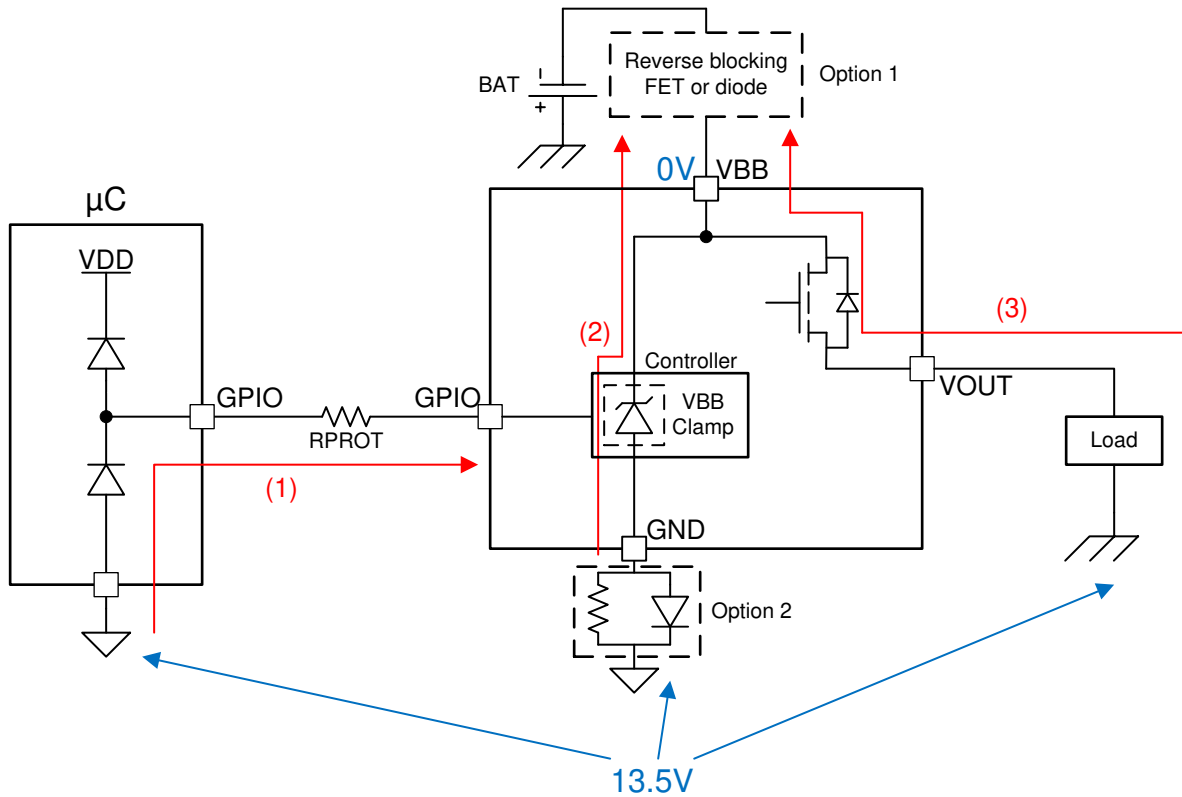 Reverse blocking
FET or diode
Option 1
BAT
-
+
0V
VBB
µC
VDD
(2)
(3)
Controller
GPIO
GPIO
VBB
Clamp
VOUT
RPROT
Load
(1)
GND
Option 2
13.5V